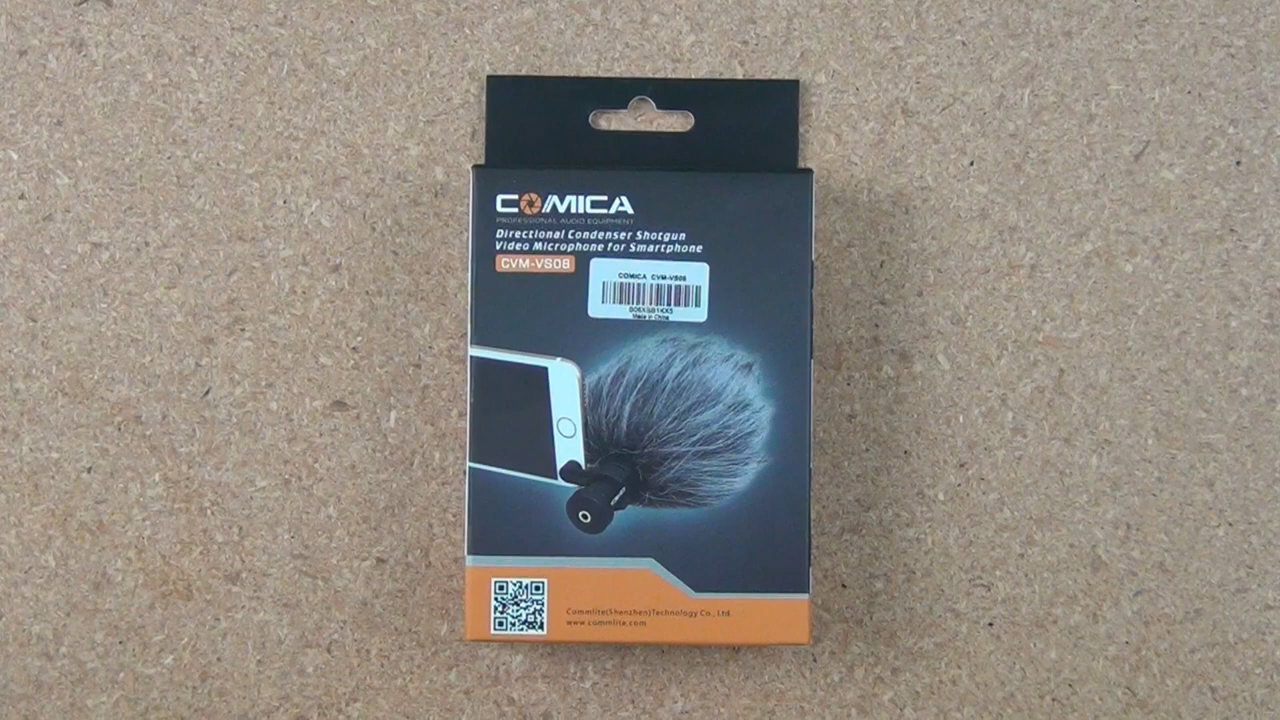 COMICA
PROFESSIONAL AUDIO EQUIPMENT
Directional Condenser Shotgun
Video Microphone for Smartphone
CVM-VS08
COMICA CVM-VS08
Made in China
Commlite(Shenzhen)Technology Co., Ltd.
www.commlite.com